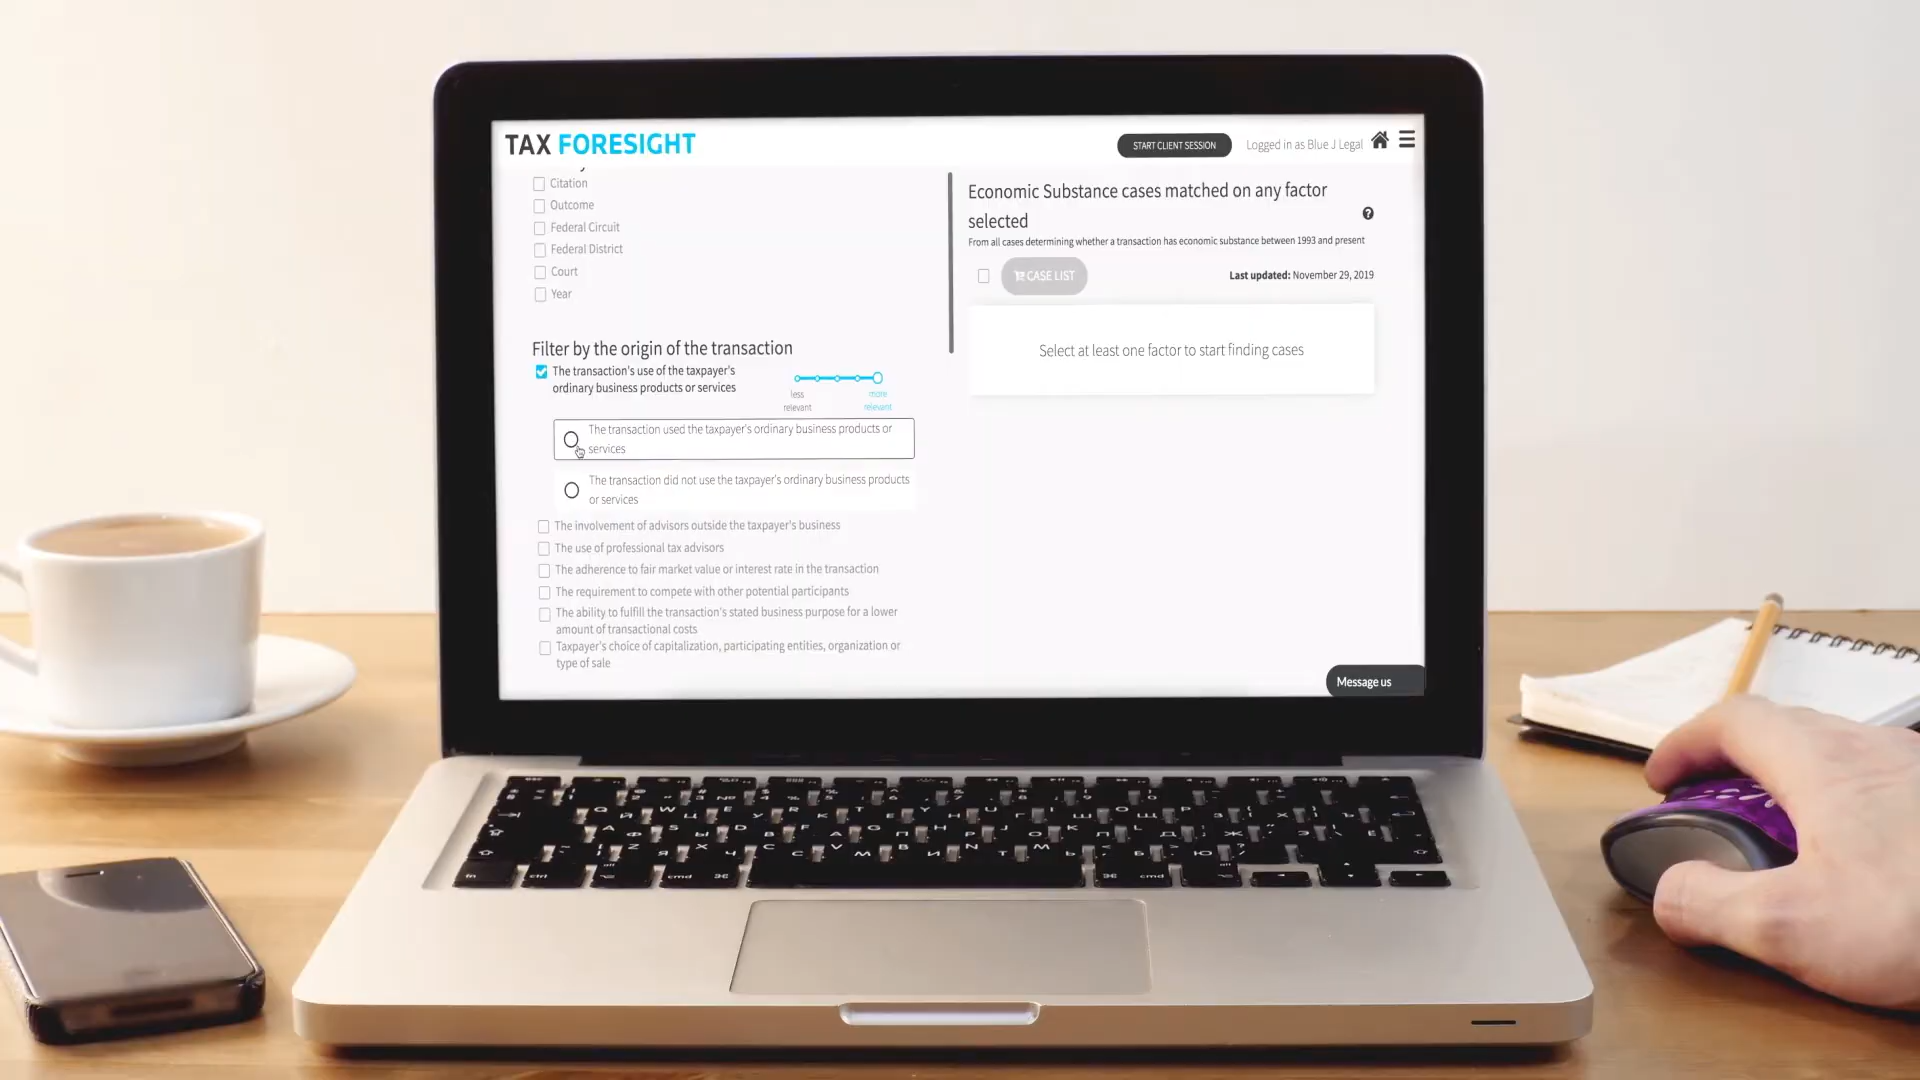 TAX FORESIGHT
START CLIENT SESSION
Logged in as Blue J Legal
Citation
Outcome
Federal Circuit
Federal District
Court
Year
Filter by the origin of the transaction
The transaction's use of the taxpayer's
ordinary business products or services
less
relevant
more
relevant
The transaction used the taxpayer's ordinary business products or
services
The transaction did not use the taxpayer's ordinary business products
or services
The involvement of advisors outside the taxpayer's business
The use of professional tax advisors
The adherence to fair market value or interest rate in the transaction
The requirement to compete with other potential participants
The ability to fulfill the transaction's stated business purpose for a lower
amount of transactional costs
Taxpayer's choice of capitalization, participating entities, organization or
type of sale
Economic Substance cases matched on any factor
selected
?
From all cases determining whether a transaction has economic substance between 1993 and present
CASE LIST
Last updated: November 29, 2019
Select at least one factor to start finding cases
Message us